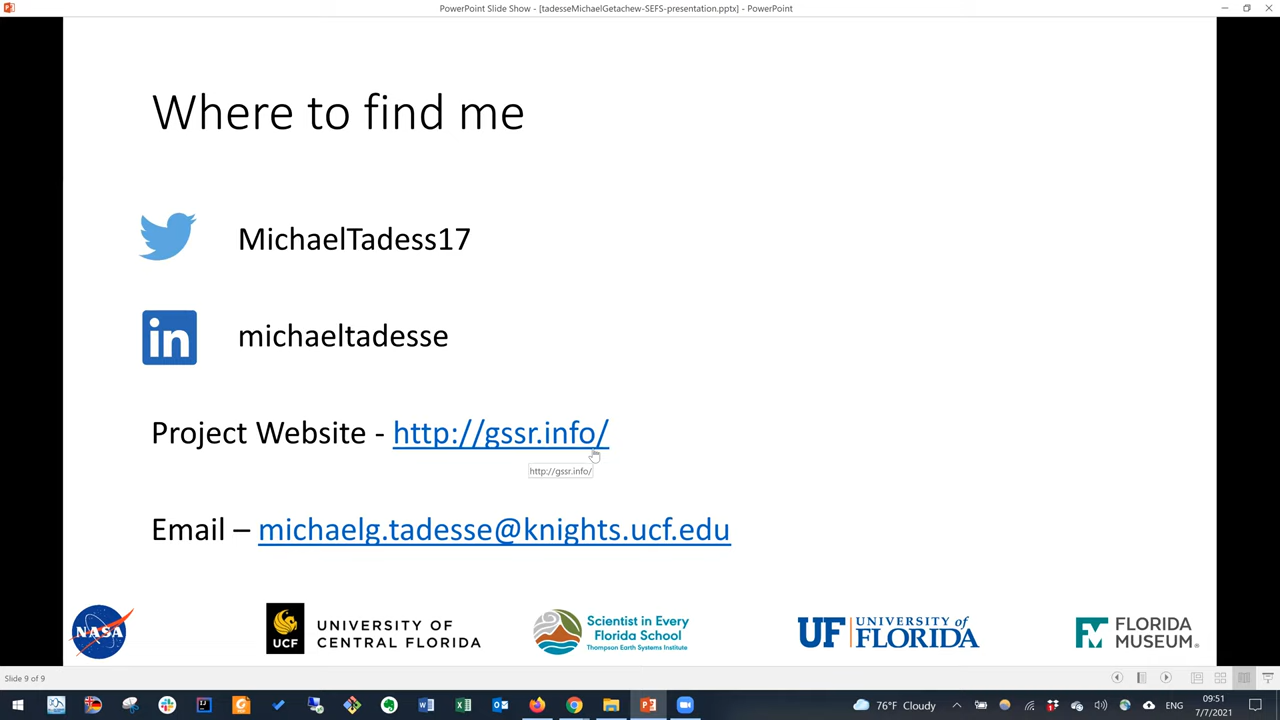 PowerPoint Slide Show - [tadesseMichaelGetachew-SEFS-presentation.pptx] - PowerPoint
Where to find me
MichaelTadess17
in
michaeltadesse
Project Website - http://gssr.info/
http://gssr.info/
Email – michaelg.tadesse@knights.ucf.edu
NASA
UCF
UNIVERSITY OF
CENTRAL FLORIDA
Scientist in Every
Florida School
Thompson Earth Systems Institute
UF
UNIVERSITY of
FLORIDA
FLORIDA
MUSEUM®
Slide 9 of 9
76°F Cloudy
ENG
09:51
7/7/2021